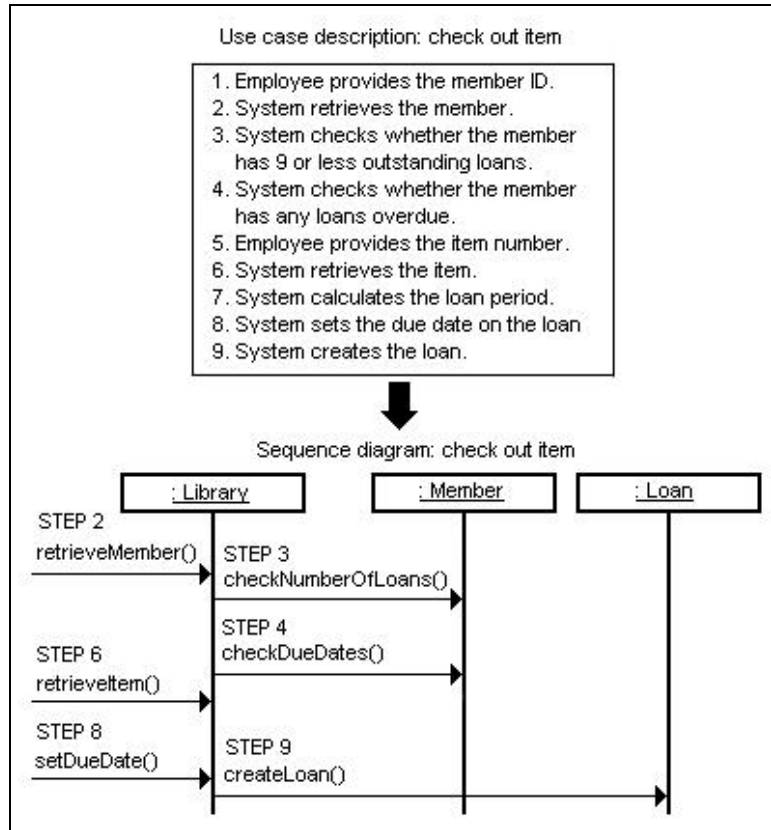 Use case description: check out item
1. Employee provides the member ID.
2. System retrieves the member.
3. System checks whether the member
has 9 or less outstanding loans.
4. System checks whether the member
has any loans overdue.
5. Employee provides the item number.
6. System retrieves the item.
7. System calculates the loan period.
8. System sets the due date on the loan
9. System creates the loan.
Sequence diagram: check out item
: Library
: Member
: Loan
STEP 2
retrieveMember()
STEP 3
checkNumberOfLoans()
STEP 4
checkDueDates()
STEP 6
retrieveItem()
STEP 8
setDueDate()
STEP 9
createLoan()